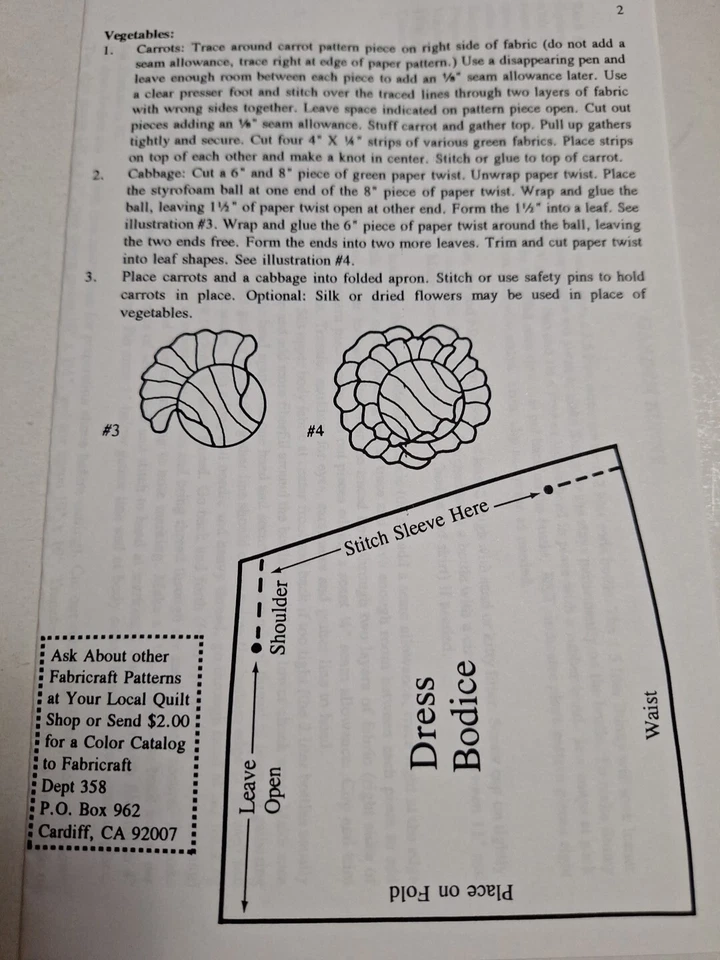 2
Vegetables:
1. Carrots: Trace around carrot pattern piece on right side of fabric (do not add a
seam allowance, trace right at edge of paper pattern.) Use a disappearing pen and
leave enough room between each piece to add an ⅛" seam allowance later. Use
a clear presser foot and stitch over the traced lines through two layers of fabric
with wrong sides together. Leave space indicated on pattern piece open. Cut out
pieces adding an ⅛" seam allowance. Stuff carrot and gather top. Pull up gathers
tightly and secure. Cut four 4" X ¼" strips of various green fabrics. Place strips
on top of each other and make a knot in center. Stitch or glue to top of carrot.
2. Cabbage: Cut a 6" and 8" piece of green paper twist. Unwrap paper twist. Place
the styrofoam ball at one end of the 8" piece of paper twist. Wrap and glue the
ball, leaving 1½" of paper twist open at other end. Form the 1½" into a leaf. See
illustration #3. Wrap and glue the 6" piece of paper twist around the ball, leaving
the two ends free. Form the ends into two more leaves. Trim and cut paper twist
into leaf shapes. See illustration #4.
3. Place carrots and a cabbage into folded apron. Stitch or use safety pins to hold
carrots in place. Optional: Silk or dried flowers may be used in place of
vegetables.
#3
#4
Stitch Sleeve Here
Shoulder
Leave
Open
Dress
Bodice
Waist
Place on Fold
Ask About other
Fabricraft Patterns
at Your Local Quilt
Shop or Send $2.00
for a Color Catalog
to Fabricraft
Dept 358
P.O. Box 962
Cardiff, CA 92007